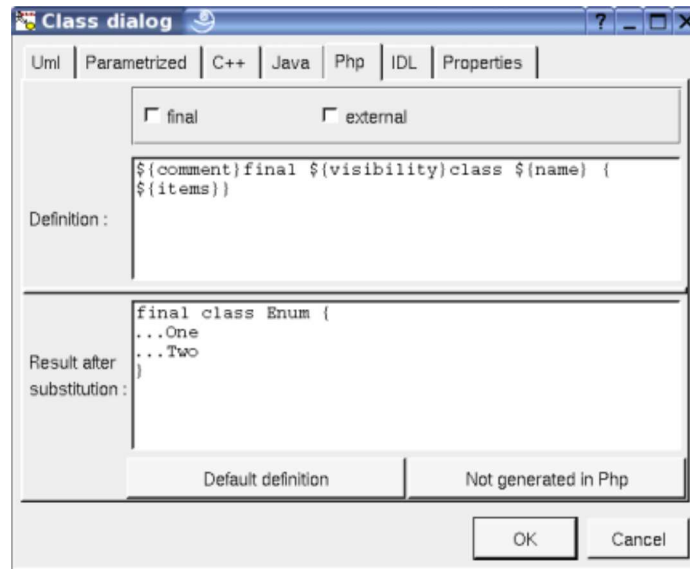 Class dialog
Uml Parametrized C++ Java Php IDL Properties
final external
Definition :
${comment}final ${visibility}class ${name} {
${items}}
Result after
substitution :
final class Enum {
...One
...Two
}
Default definition Not generated in Php
OK Cancel